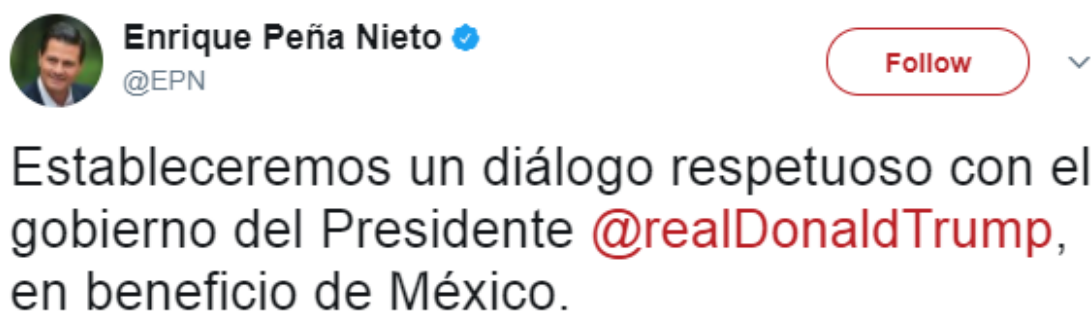 Enrique Peña Nieto
@EPN
Follow
Estableceremos un diálogo respetuoso con el
gobierno del Presidente @realDonaldTrump,
en beneficio de México.